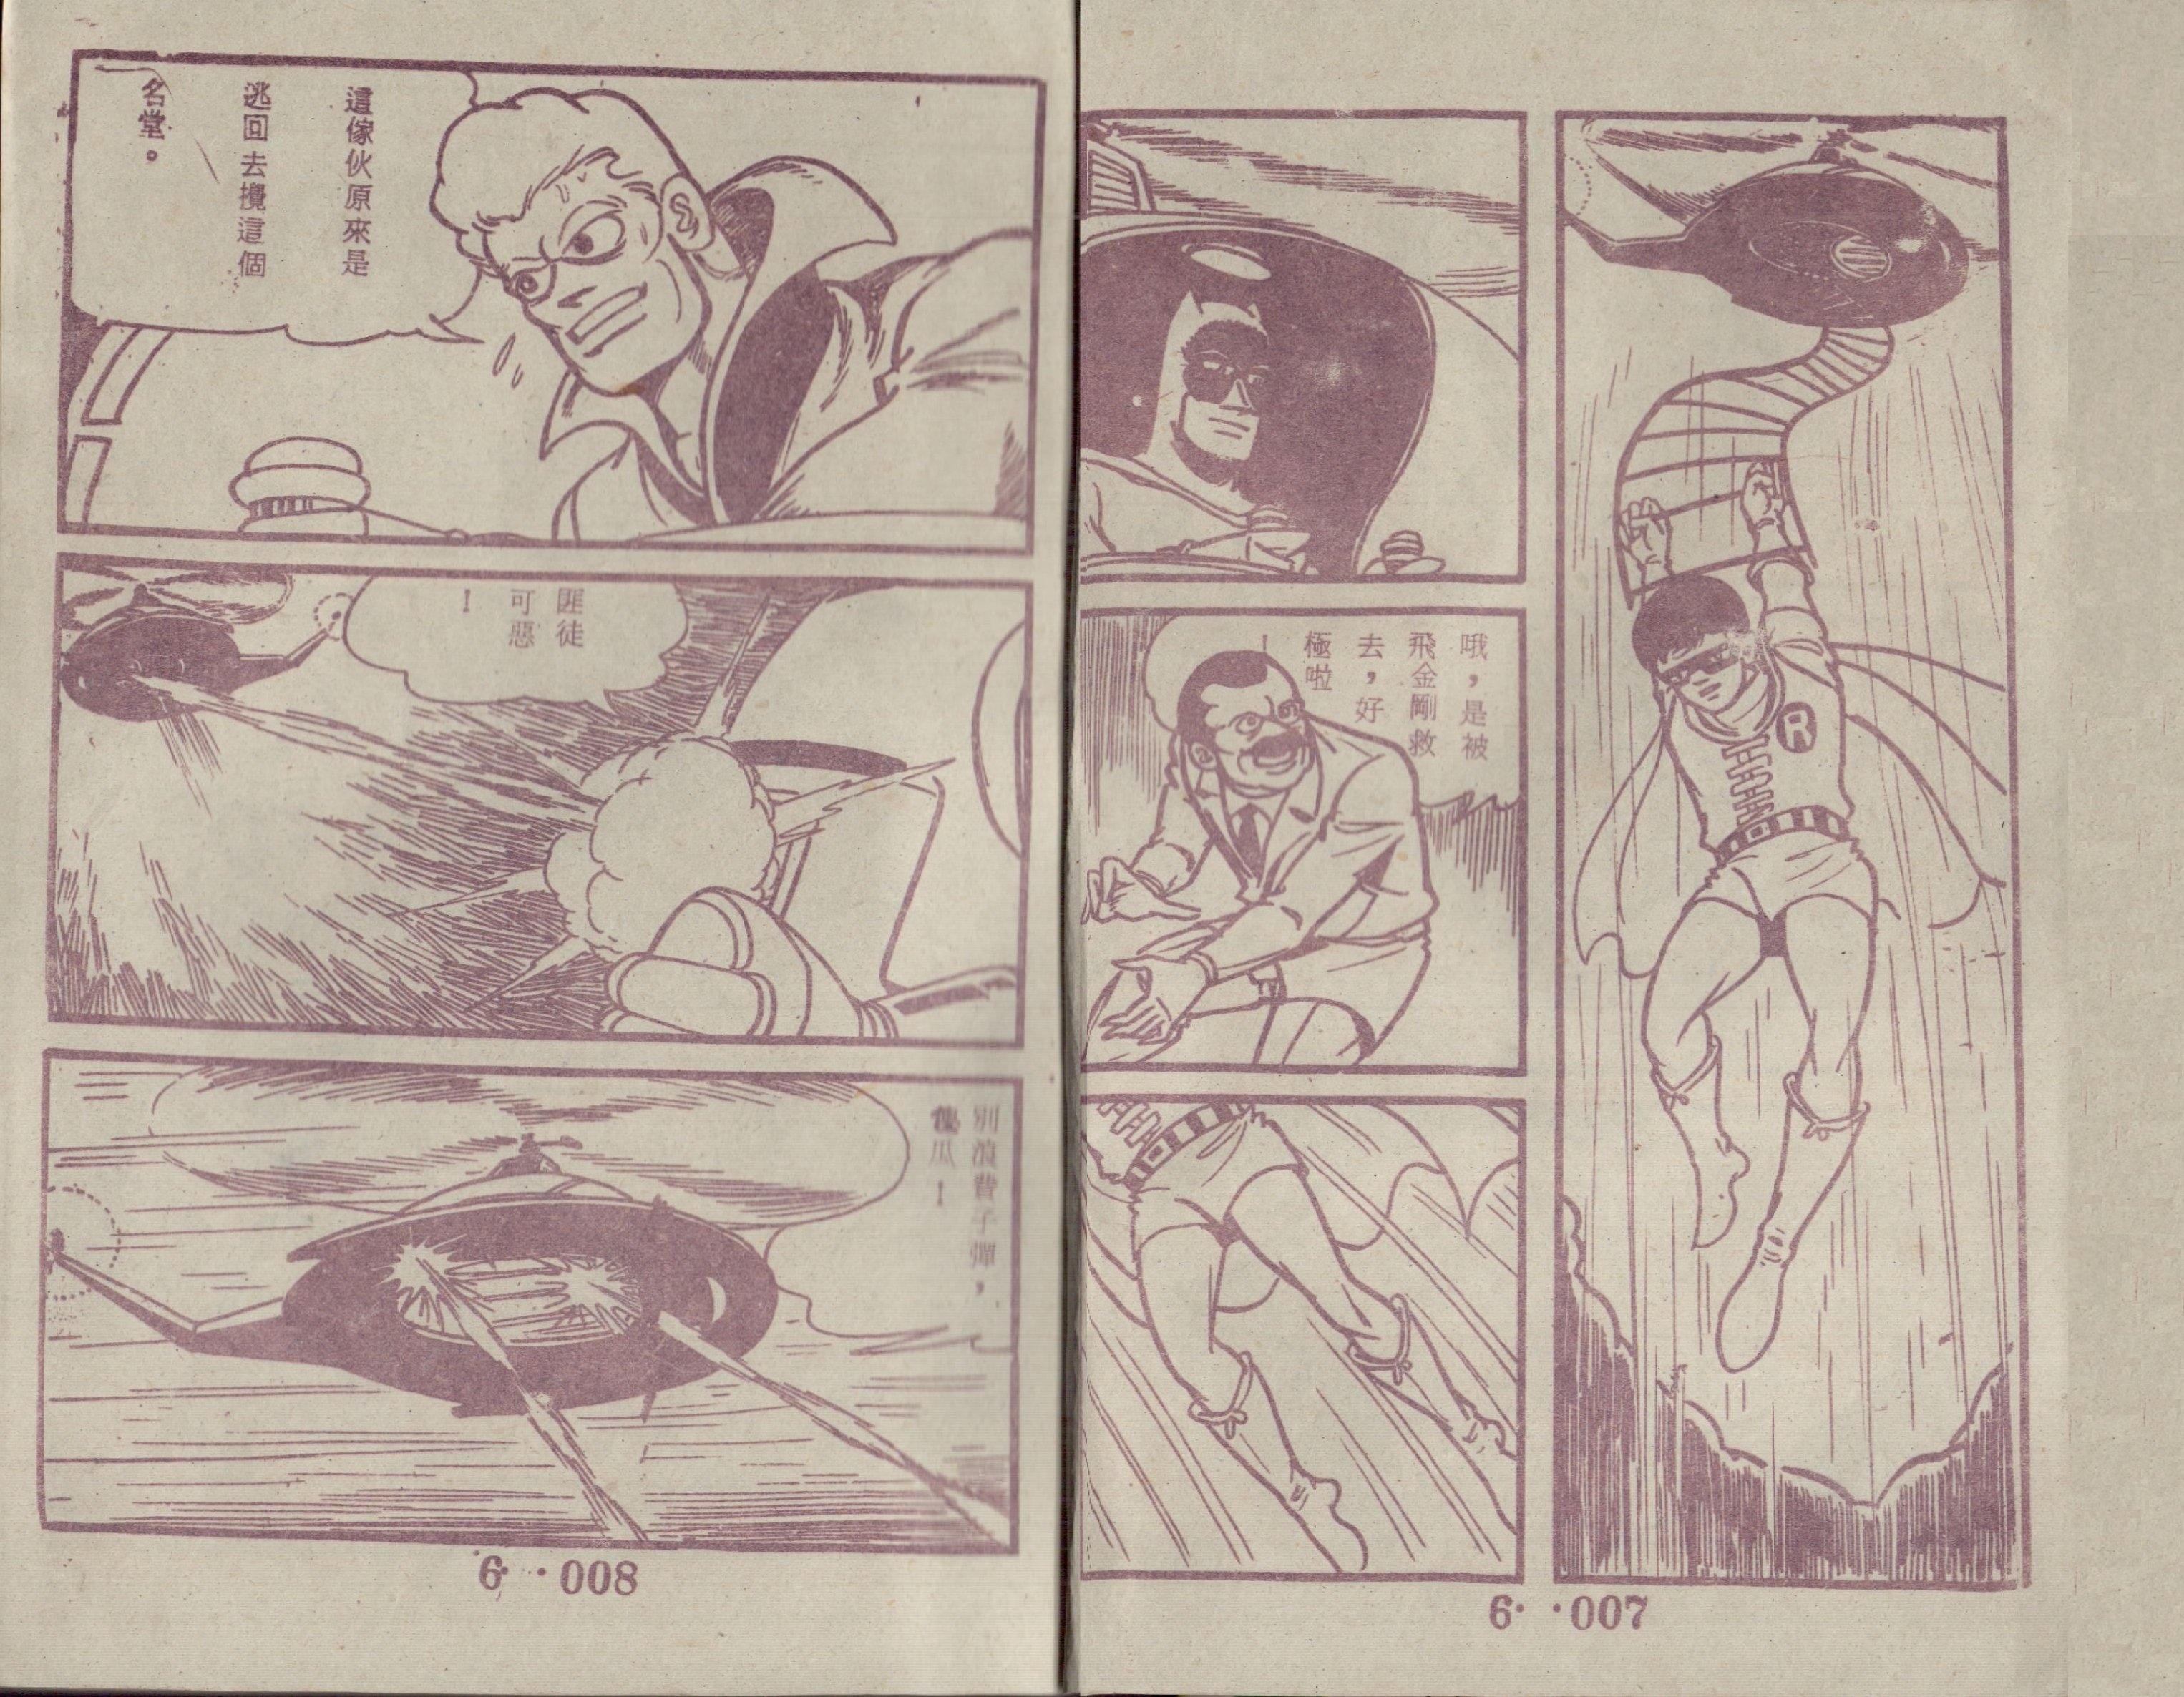 R
哦，是被
飛金剛救
去，好
極啦
！
6··007
這傢伙原來是
逃回去攪這個
名堂。
匪徒
可惡
！
別浪費子彈，
傻瓜！
6··008